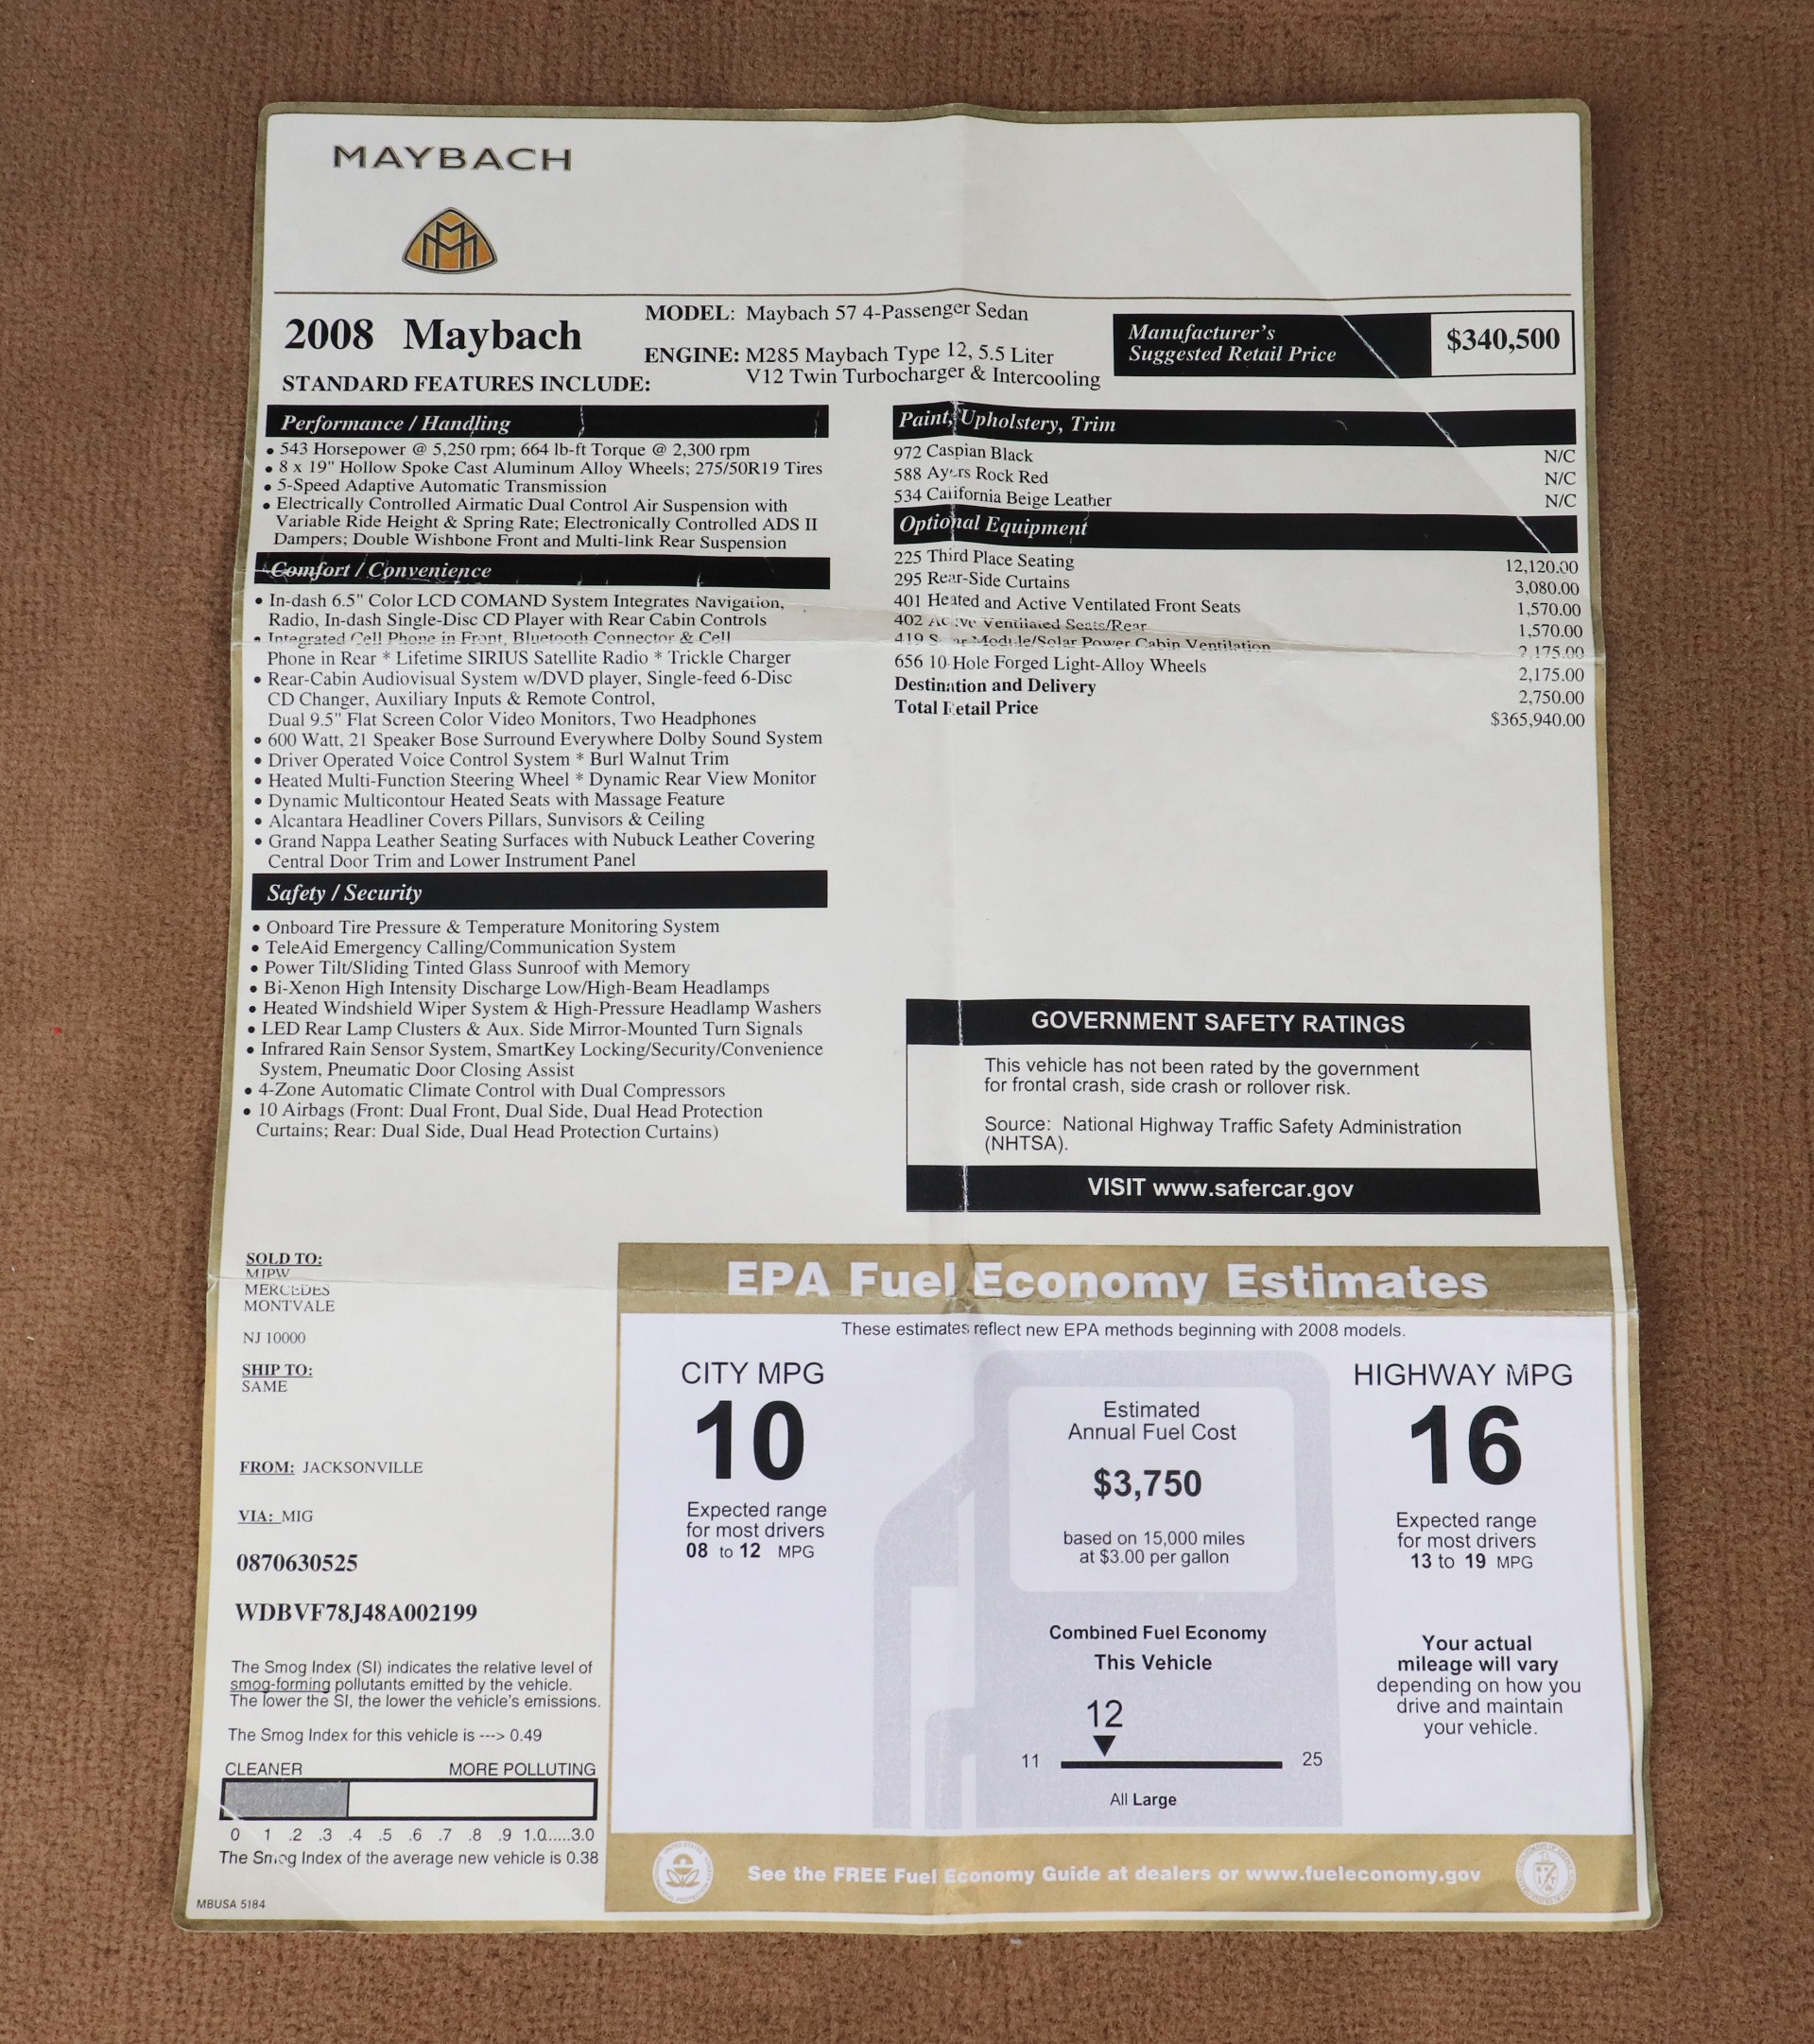 MAYBACH
2008 Maybach
MODEL: Maybach 57 4-Passenger Sedan
ENGINE: M285 Maybach Type 12, 5.5 Liter
V12 Twin Turbocharger & Intercooling
Manufacturer's
Suggested Retail Price
$340,500
STANDARD FEATURES INCLUDE:
Performance / Handling
• 543 Horsepower @ 5,250 rpm; 664 lb-ft Torque @ 2,300 rpm
• 8 x 19" Hollow Spoke Cast Aluminum Alloy Wheels; 275/50R19 Tires
• 5-Speed Adaptive Automatic Transmission
• Electrically Controlled Airmatic Dual Control Air Suspension with
Variable Ride Height & Spring Rate; Electronically Controlled ADS II
Dampers; Double Wishbone Front and Multi-link Rear Suspension
Comfort / Convenience
• In-dash 6.5" Color LCD COMAND System Integrates Navigation,
Radio, In-dash Single-Disc CD Player with Rear Cabin Controls
• Integrated Cell Phone in Front, Bluetooth Connector & Cell
Phone in Rear * Lifetime SIRIUS Satellite Radio * Trickle Charger
• Rear-Cabin Audiovisual System w/DVD player, Single-feed 6-Disc
CD Changer, Auxiliary Inputs & Remote Control,
Dual 9.5" Flat Screen Color Video Monitors, Two Headphones
• 600 Watt, 21 Speaker Bose Surround Everywhere Dolby Sound System
• Driver Operated Voice Control System * Burl Walnut Trim
• Heated Multi-Function Steering Wheel * Dynamic Rear View Monitor
• Dynamic Multicontour Heated Seats with Massage Feature
• Alcantara Headliner Covers Pillars, Sunvisors & Ceiling
• Grand Nappa Leather Seating Surfaces with Nubuck Leather Covering
Central Door Trim and Lower Instrument Panel
Safety / Security
• Onboard Tire Pressure & Temperature Monitoring System
• TeleAid Emergency Calling/Communication System
• Power Tilt/Sliding Tinted Glass Sunroof with Memory
• Bi-Xenon High Intensity Discharge Low/High-Beam Headlamps
• Heated Windshield Wiper System & High-Pressure Headlamp Washers
• LED Rear Lamp Clusters & Aux. Side Mirror-Mounted Turn Signals
• Infrared Rain Sensor System, SmartKey Locking/Security/Convenience
System, Pneumatic Door Closing Assist
• 4-Zone Automatic Climate Control with Dual Compressors
• 10 Airbags (Front: Dual Front, Dual Side, Dual Head Protection
Curtains; Rear: Dual Side, Dual Head Protection Curtains)
Paint, Upholstery, Trim
972 Caspian Black N/C
588 Ayers Rock Red N/C
534 California Beige Leather N/C
Optional Equipment
225 Third Place Seating 12,120.00
295 Rear-Side Curtains 3,080.00
401 Heated and Active Ventilated Front Seats 1,570.00
402 Active Ventilated Seats/Rear 1,570.00
419 Module/Solar Power Cabin Ventilation 2,175.00
656 10-Hole Forged Light-Alloy Wheels 2,175.00
Destination and Delivery 2,750.00
Total Retail Price $365,940.00
GOVERNMENT SAFETY RATINGS
This vehicle has not been rated by the government
for frontal crash, side crash or rollover risk.
Source: National Highway Traffic Safety Administration
(NHTSA).
VISIT www.safercar.gov
SOLD TO:
MIPW
MERCEDES
MONTVALE
NJ 10000
SHIP TO:
SAME
FROM: JACKSONVILLE
VIA: MIG
0870630525
WDBVF78J48A002199
The Smog Index (SI) indicates the relative level of
smog-forming pollutants emitted by the vehicle.
The lower the SI, the lower the vehicle's emissions.
The Smog Index for this vehicle is ---> 0.49
CLEANER MORE POLLUTING
0 1 .2 .3 .4 .5 .6 .7 .8 .9 1.0......3.0
The Smog Index of the average new vehicle is 0.38
MBUSA 5184
EPA Fuel Economy Estimates
These estimates reflect new EPA methods beginning with 2008 models.
CITY MPG
10
Expected range
for most drivers
08 to 12 MPG
Estimated
Annual Fuel Cost
$3,750
based on 15,000 miles
at $3.00 per gallon
Combined Fuel Economy
This Vehicle
12
11 25
All Large
HIGHWAY MPG
16
Expected range
for most drivers
13 to 19 MPG
Your actual
mileage will vary
depending on how you
drive and maintain
your vehicle.
See the FREE Fuel Economy Guide at dealers or www.fueleconomy.gov